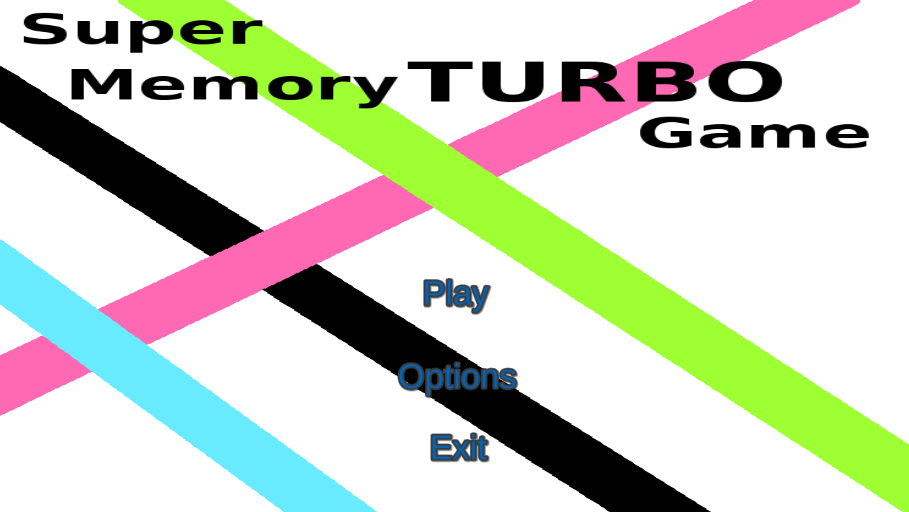 Super
Memory TURBO
Game
Play
Options
Exit